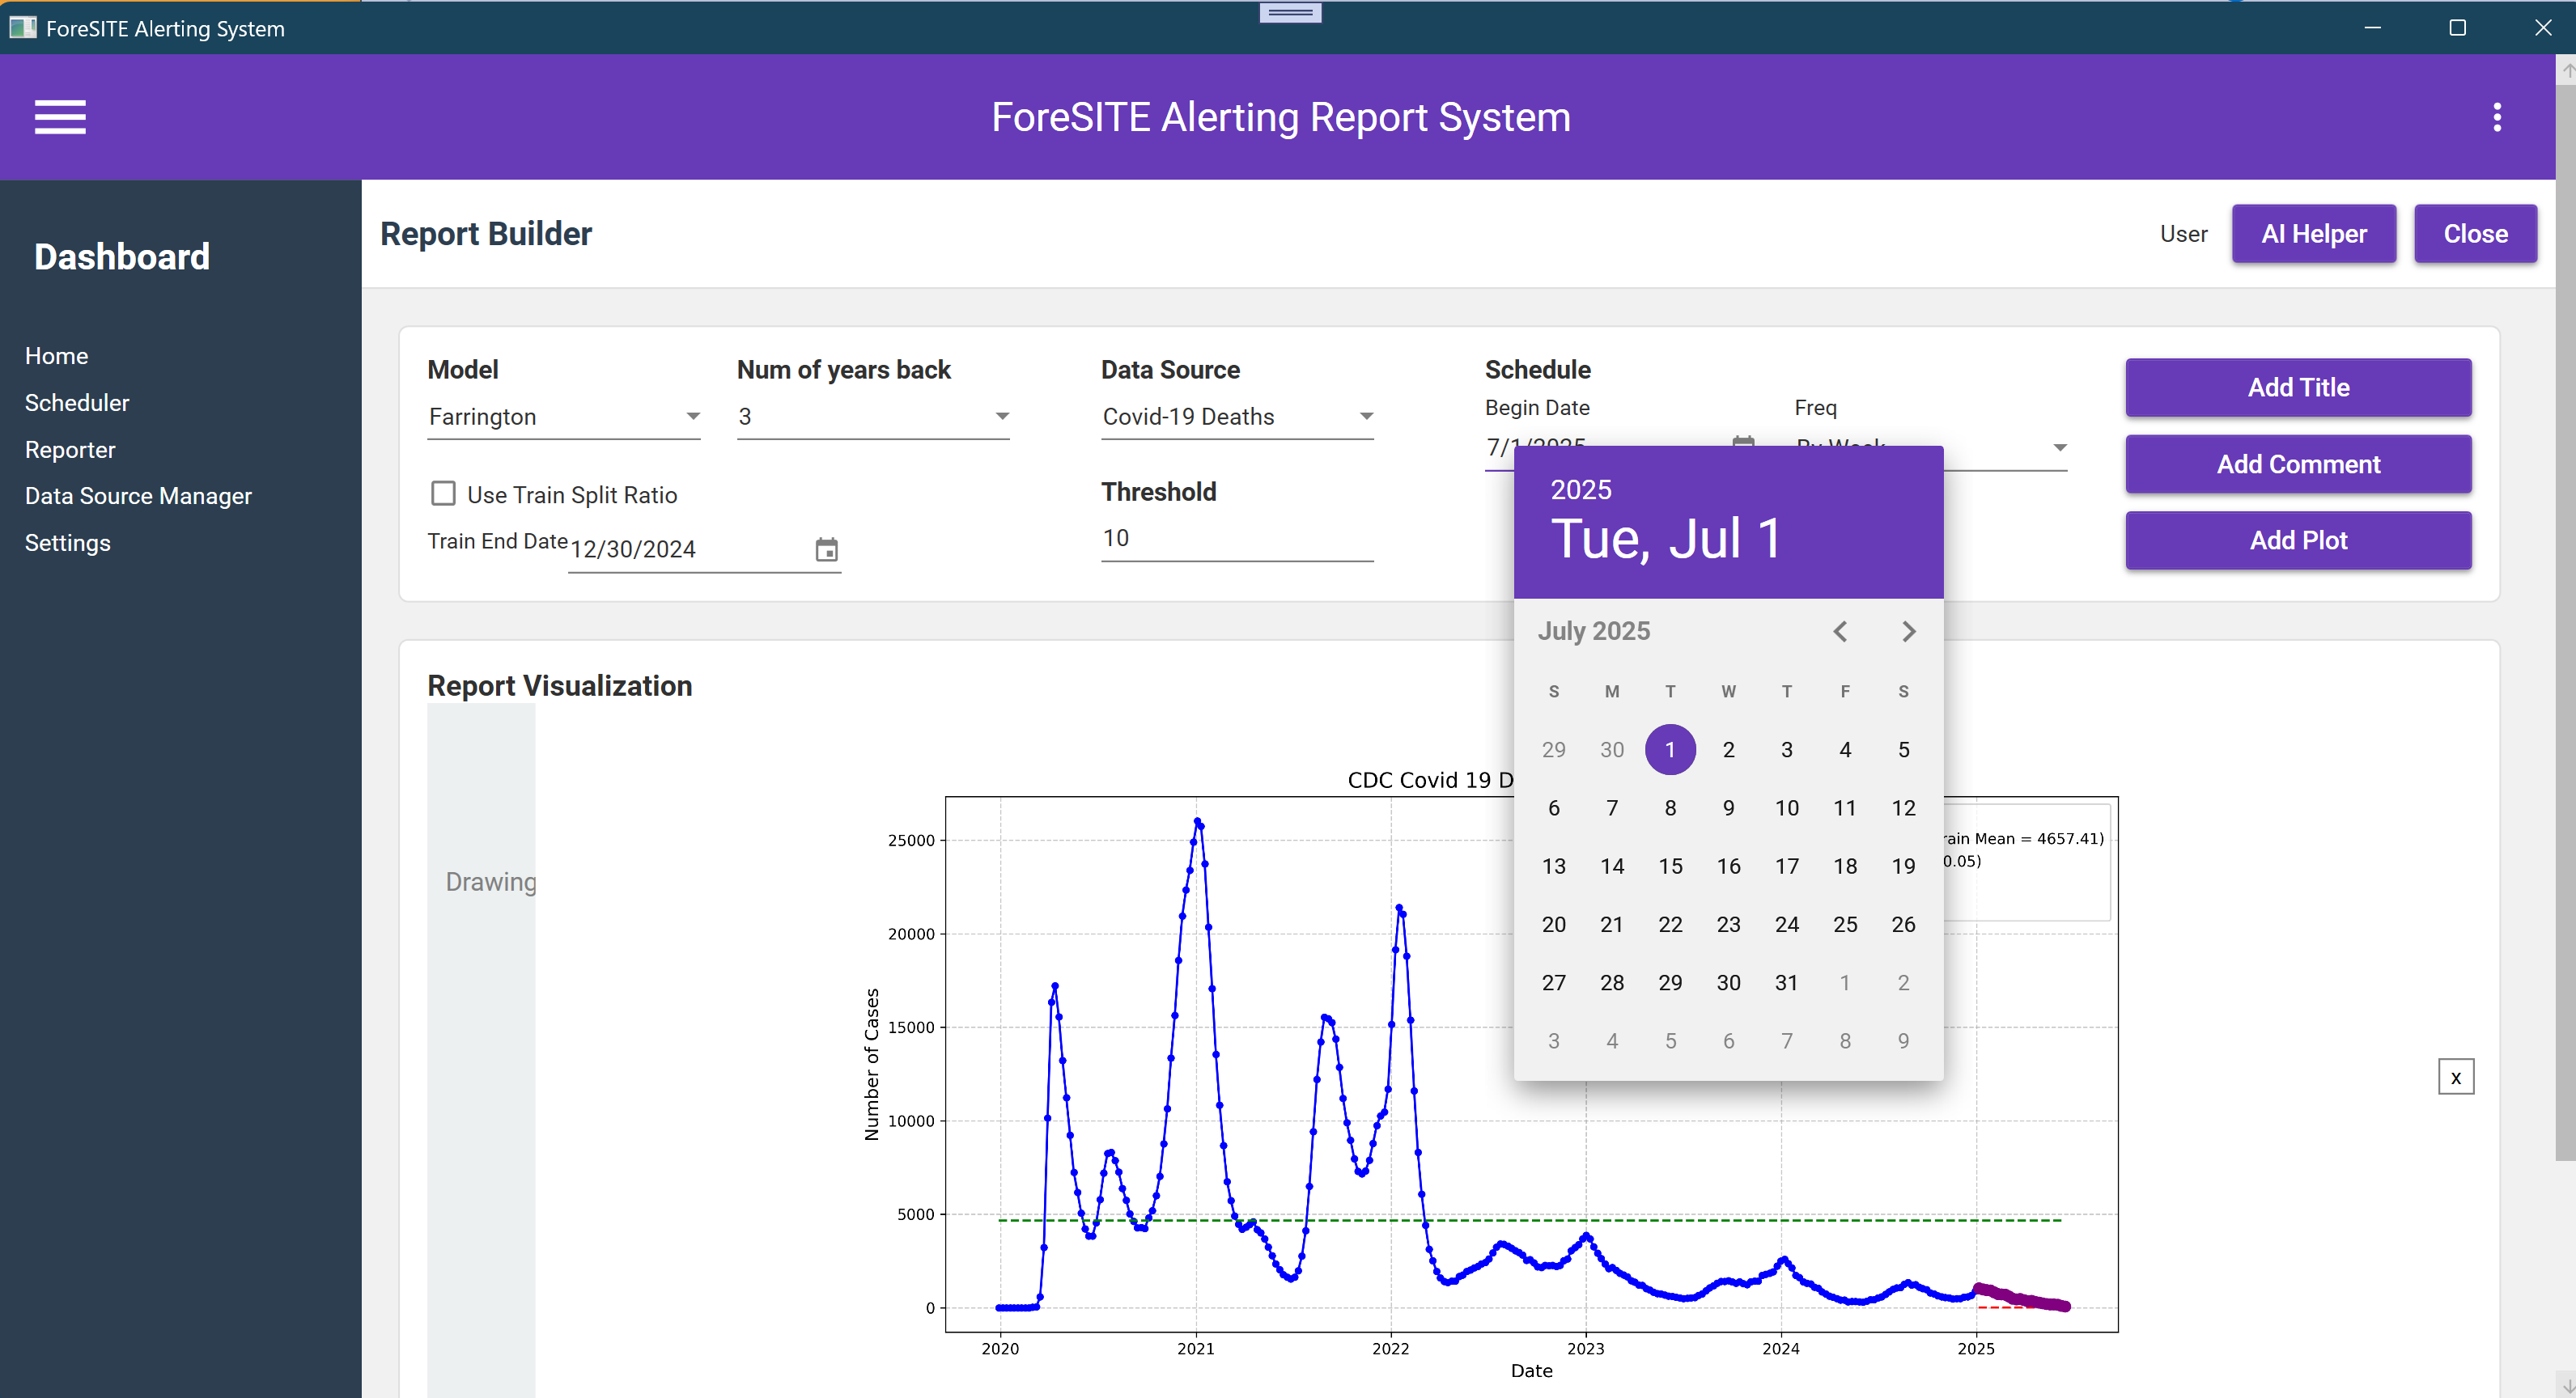 ForeSITE Alerting System
ForeSITE Alerting Report System
Dashboard
Home
Scheduler
Reporter
Data Source Manager
Settings
Report Builder
User
AI Helper
Close
Model
Farrington
Num of years back
3
Data Source
Covid-19 Deaths
Schedule
Begin Date
7/1/2025
Freq
By Week
Use Train Split Ratio
Train End Date
12/30/2024
Threshold
10
Add Title
Add Comment
Add Plot
2025
Tue, Jul 1
July 2025
S M T W T F S
29 30 1 2 3 4 5
6 7 8 9 10 11 12
13 14 15 16 17 18 19
20 21 22 23 24 25 26
27 28 29 30 31 1 2
3 4 5 6 7 8 9
Report Visualization
Drawing
CDC Covid 19 D
rain Mean = 4657.41)
0.05)
Number of Cases
25000
20000
15000
10000
5000
0
2020 2021 2022 2023 2024 2025
Date
x